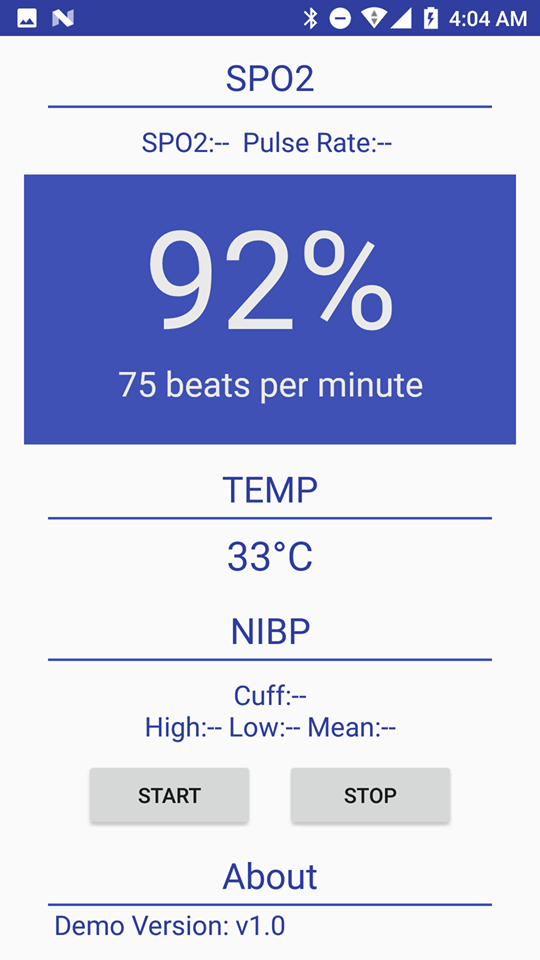 4:04 AM
SPO2
SPO2:-- Pulse Rate:--
92%
75 beats per minute
TEMP
33°C
NIBP
Cuff:--
High:-- Low:-- Mean:--
START STOP
About
Demo Version: v1.0